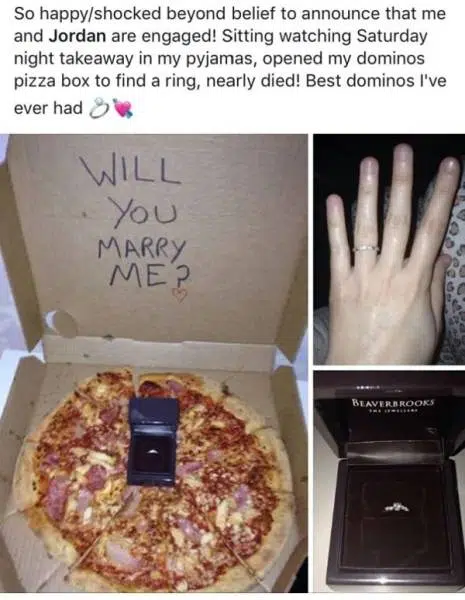 So happy/shocked beyond belief to announce that me
and Jordan are engaged! Sitting watching Saturday
night takeaway in my pyjamas, opened my dominos
pizza box to find a ring, nearly died! Best dominos I've
ever had 💍💘
WILL
YOU
MARRY
ME?
BEAVERBROOKS
THE JEWELLERS